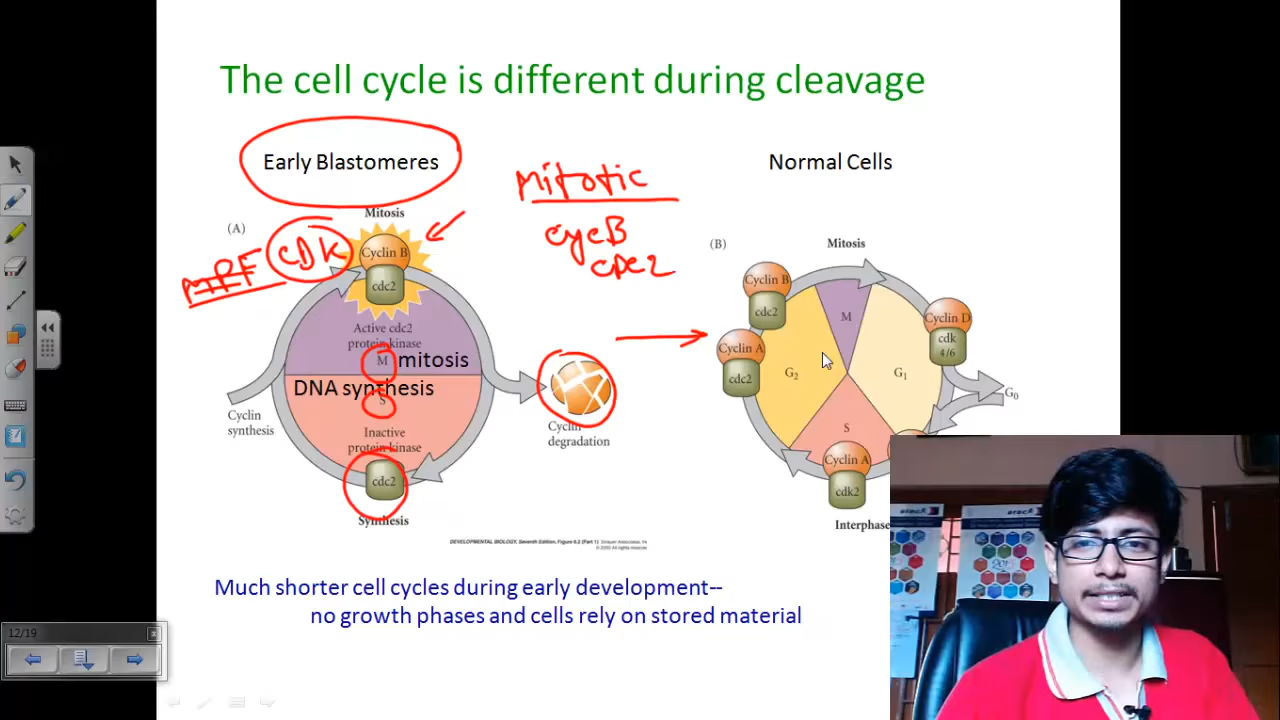 The cell cycle is different during cleavage
Early Blastomeres
Mitotic
cycB
cdc2
Normal Cells
(A)
Mitosis
MPF
CDK
Cyclin B
cdc2
Active cdc2
protein kinase
M
mitosis
DNA synthesis
S
Inactive
protein kinase
cdc2
Synthesis
Cyclin
synthesis
Cyclin
degradation
(B)
Mitosis
Cyclin B
cdc2
Cyclin A
cdc2
M
G2
G1
S
Cyclin D
cdk
4/6
G0
Cyclin A
cdk2
Interphase
DEVELOPMENTAL BIOLOGY, Seventh Edition, Figure 8.2 (Part 1)
Much shorter cell cycles during early development--
no growth phases and cells rely on stored material
12/19